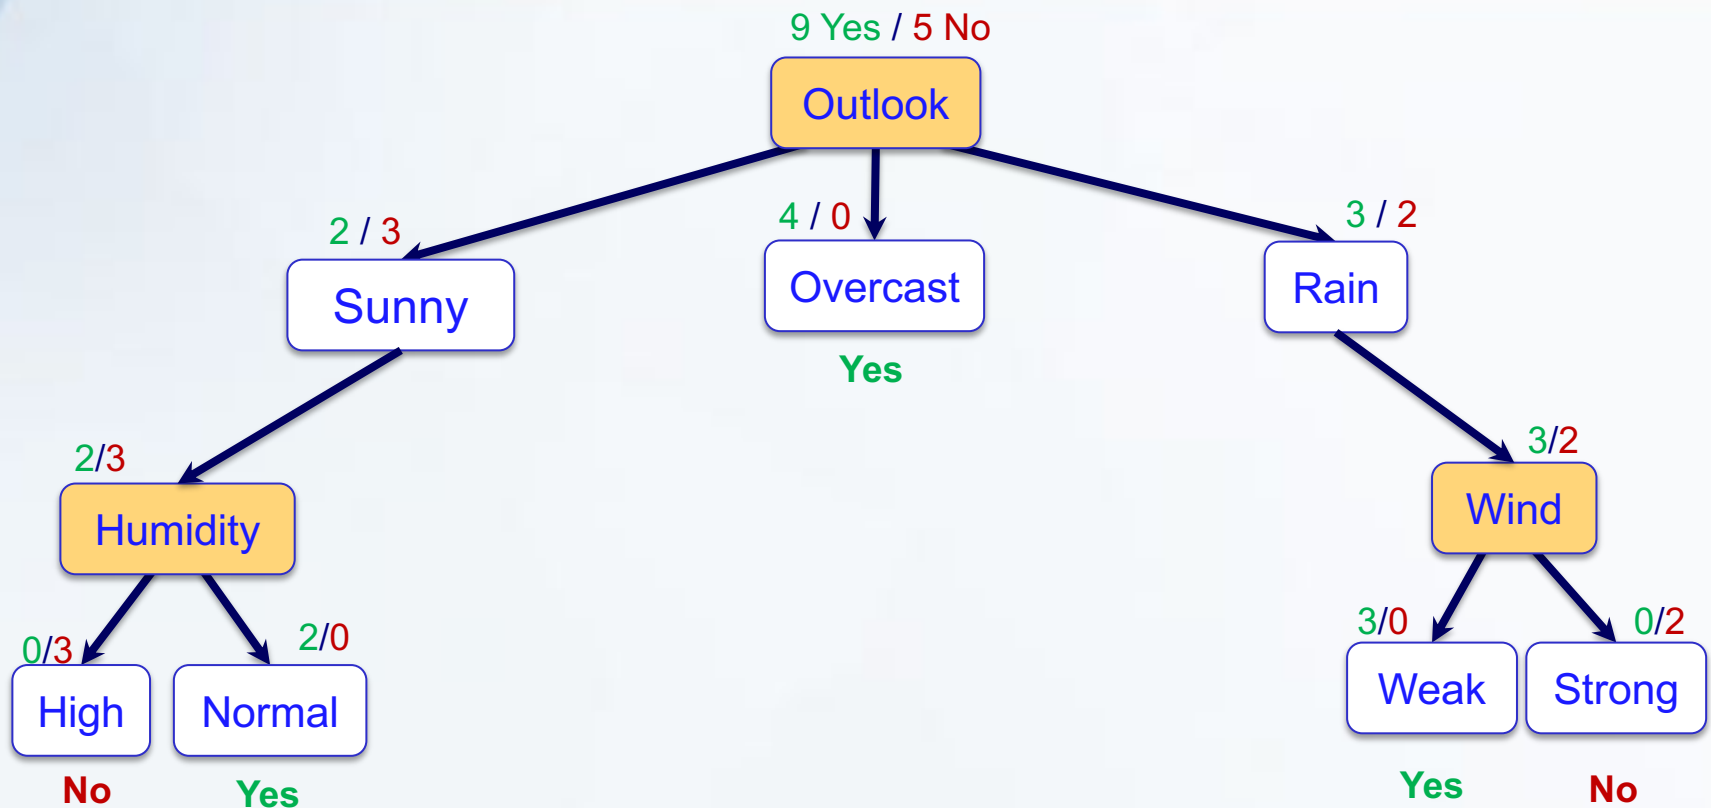 9 Yes / 5 No
Outlook
2 / 3
4 / 0
3 / 2
Sunny
Overcast
Rain
Yes
2/3
3/2
Humidity
Wind
0/3
2/0
3/0
0/2
High
Normal
Weak
Strong
No
Yes
Yes
No